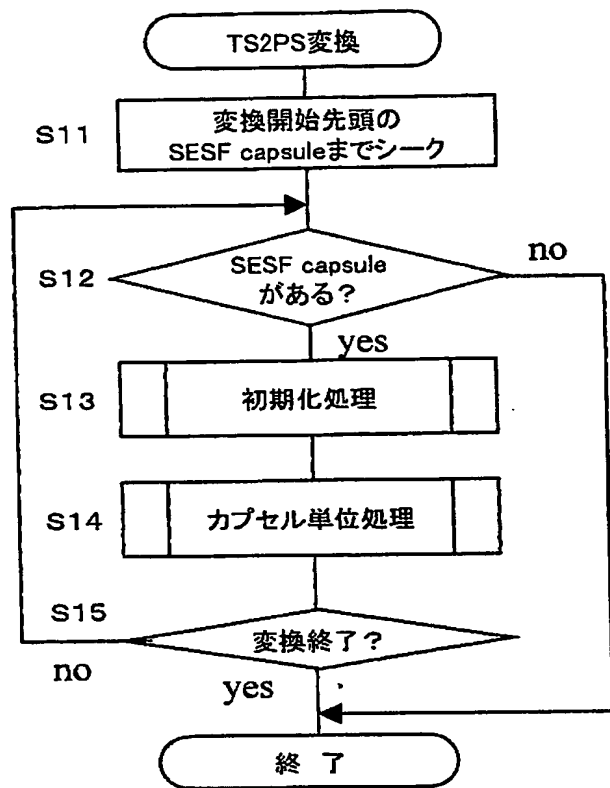 TS2PS変換
S11
変換開始先頭の
SESF capsuleまでシーク
S12
SESF capsule
がある?
no
yes
S13
初期化処理
S14
カプセル単位処理
S15
変換終了?
no
yes
終 了